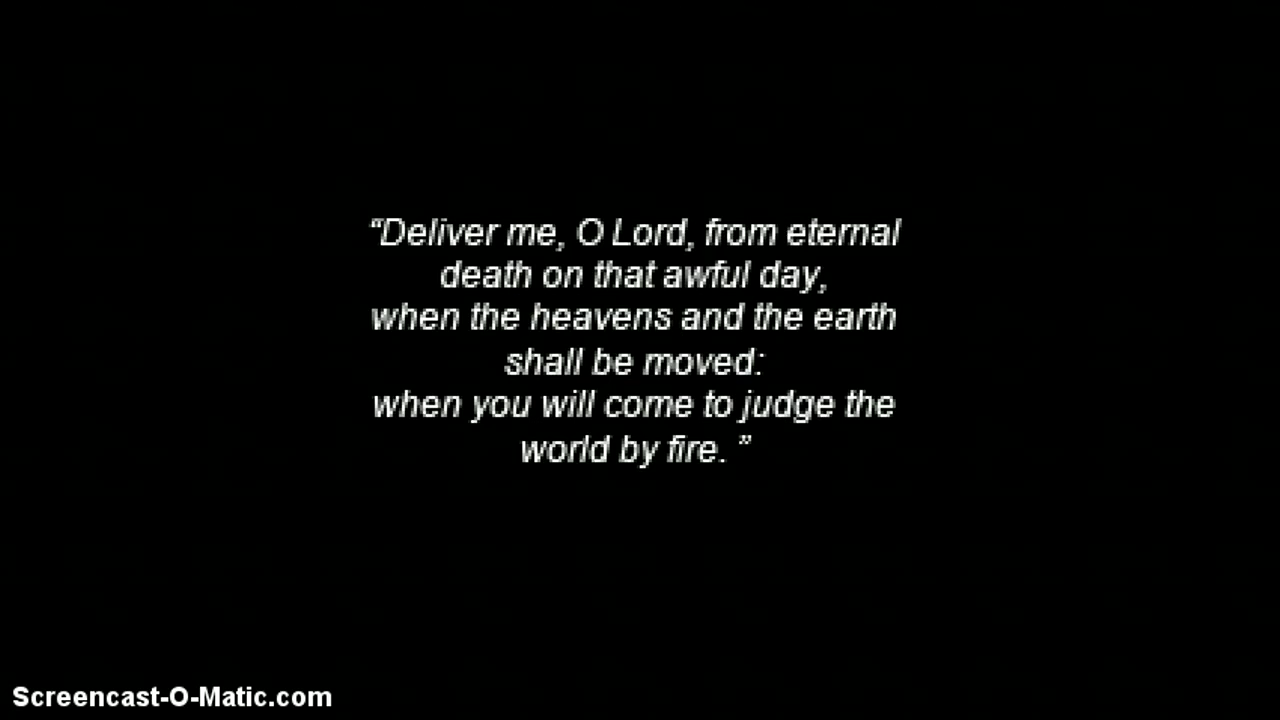 “Deliver me, O Lord, from eternal
death on that awful day,
when the heavens and the earth
shall be moved:
when you will come to judge the
world by fire. ”
Screencast-O-Matic.com